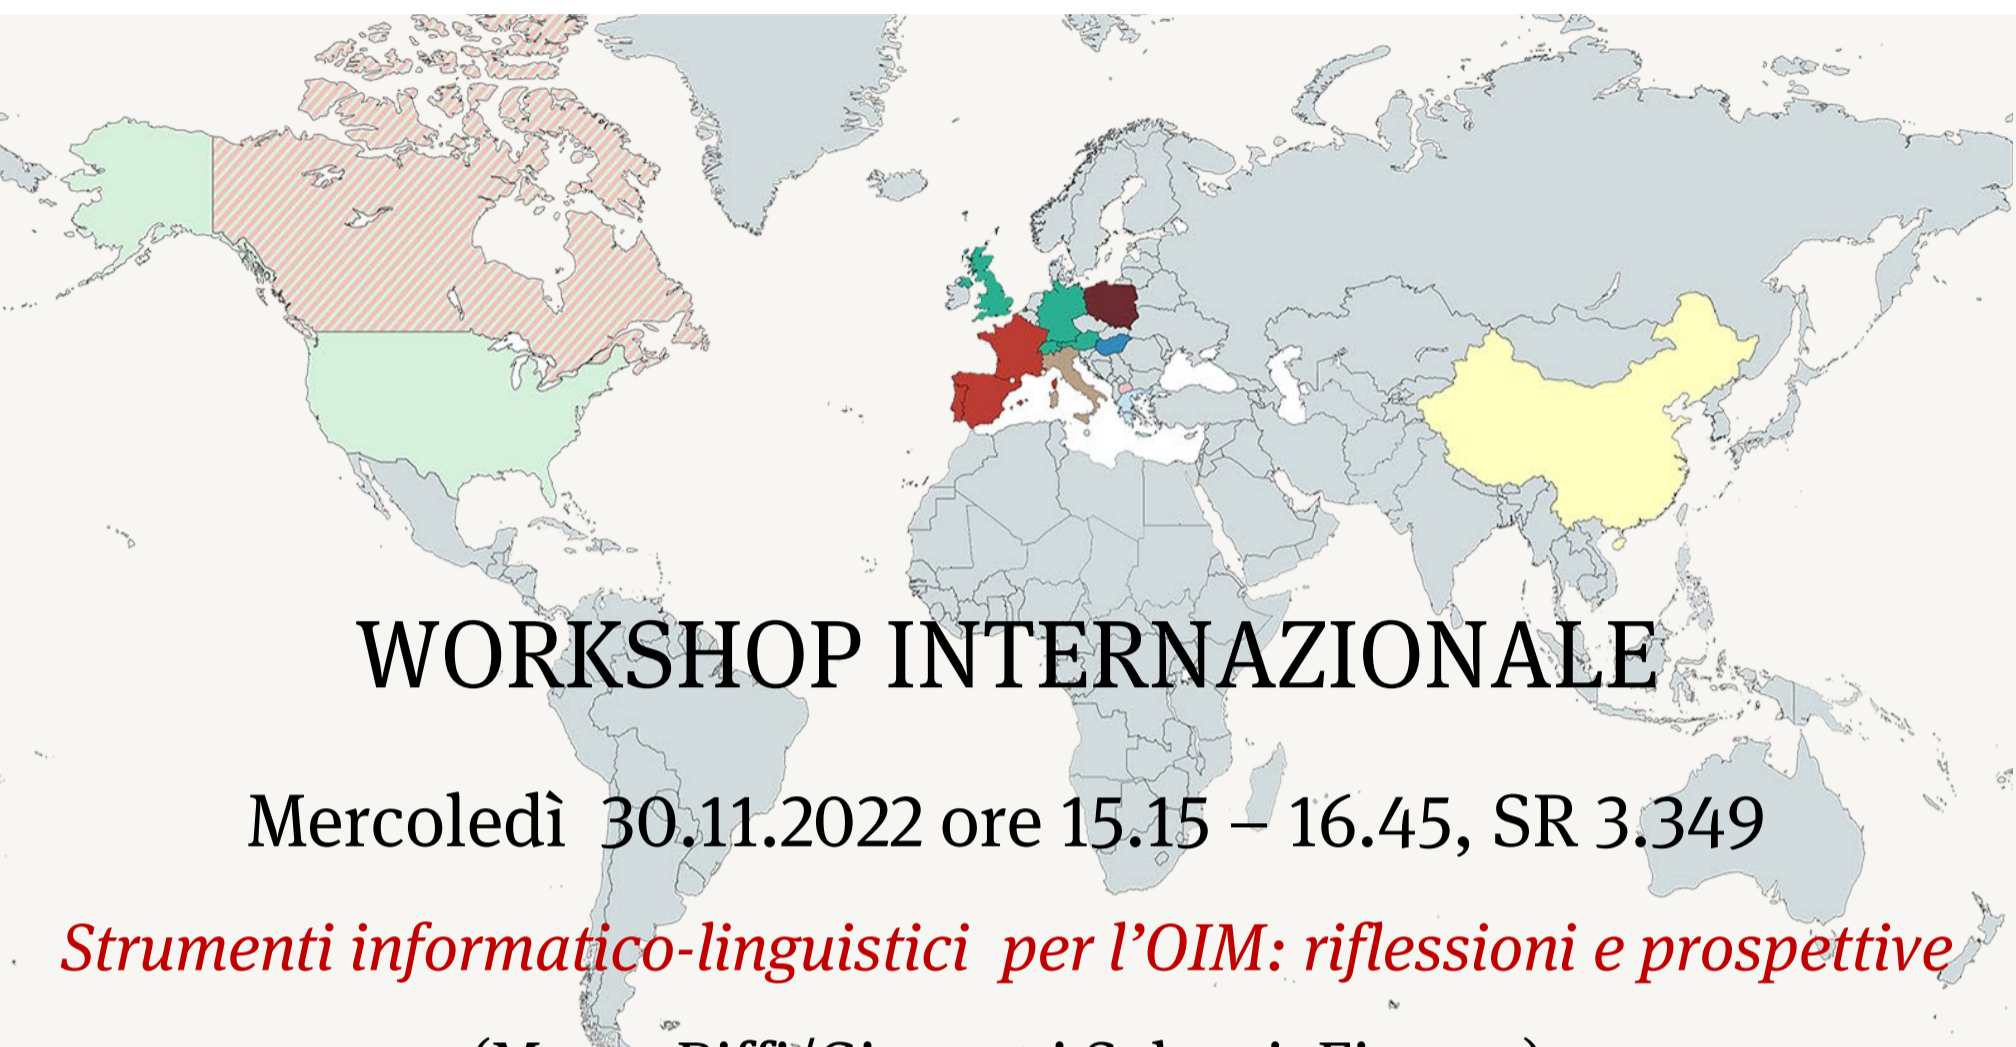 WORKSHOP INTERNAZIONALE
Mercoledì 30.11.2022 ore 15.15 – 16.45, SR 3.349
Strumenti informatico-linguistici per l’OIM: riflessioni e prospettive